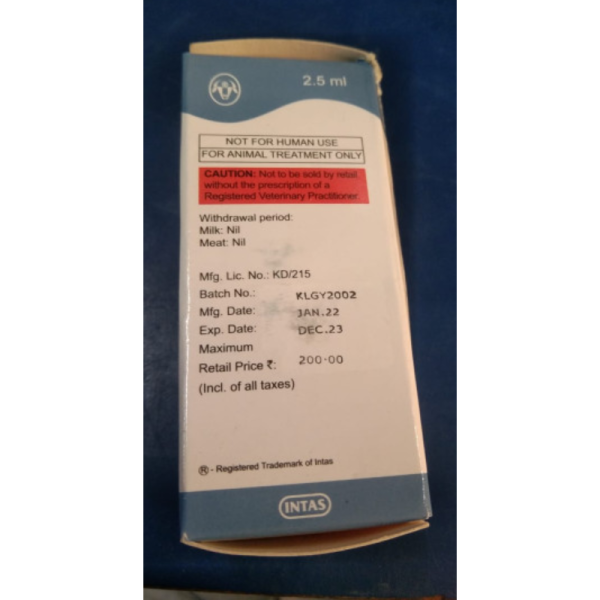 2.5 ml
NOT FOR HUMAN USE
FOR ANIMAL TREATMENT ONLY
CAUTION: Not to be sold by retail
without the prescription of a
Registered Veterinary Practitioner.
Withdrawal period:
Milk: Nil
Meat: Nil
Mfg. Lic. No.: KD/215
Batch No.: KLGY2002
Mfg. Date: JAN.22
Exp. Date: DEC.23
Maximum
Retail Price ₹: 200.00
(Incl. of all taxes)
® - Registered Trademark of Intas
INTAS